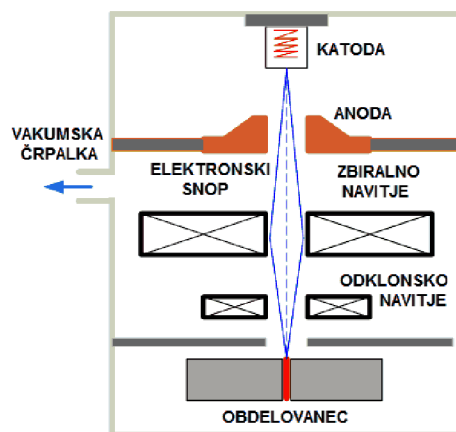 KATODA
ANODA
VAKUMSKA
ČRPALKA
ELEKTRONSKI
SNOP
ZBIRALNO
NAVITJE
ODKLONSKO
NAVITJE
OBDELOVANEC